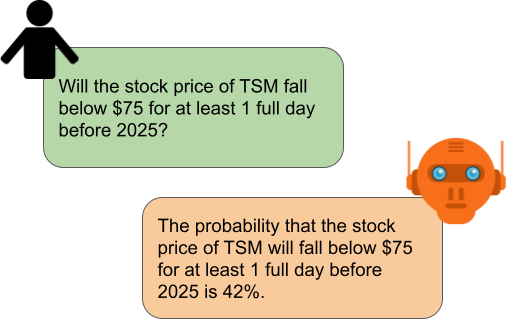 Will the stock price of TSM fall
below $75 for at least 1 full day
before 2025?
The probability that the stock
price of TSM will fall below $75
for at least 1 full day before
2025 is 42%.